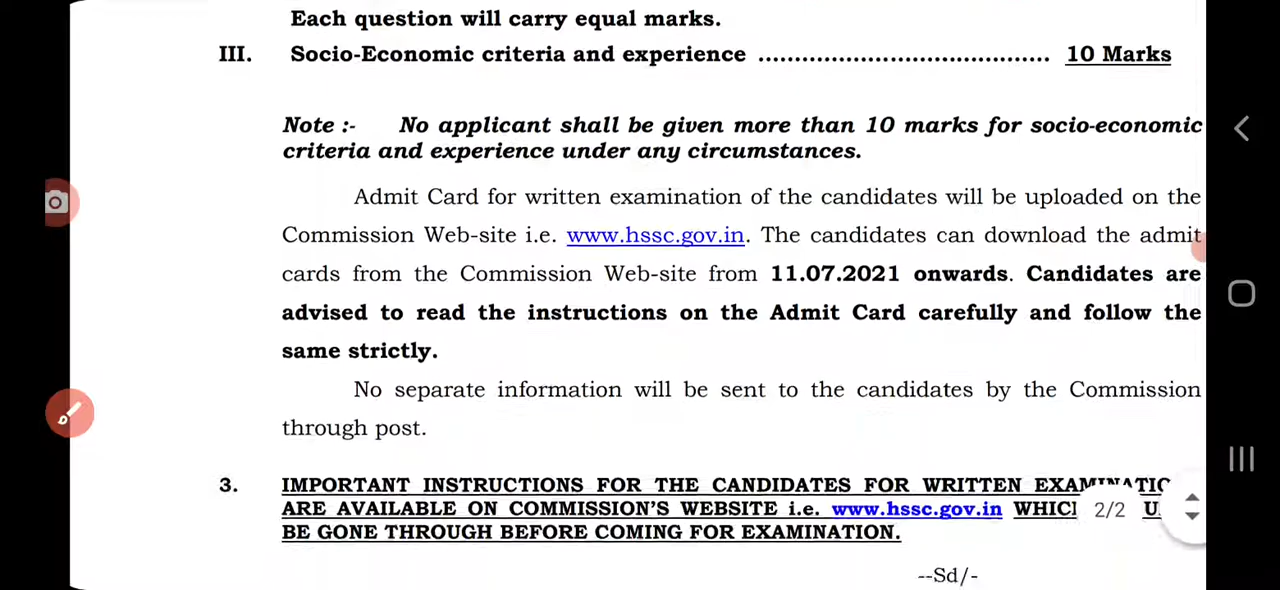 Each question will carry equal marks.
III. Socio-Economic criteria and experience ..................................... 10 Marks
Note :- No applicant shall be given more than 10 marks for socio-economic
criteria and experience under any circumstances.
Admit Card for written examination of the candidates will be uploaded on the
Commission Web-site i.e. www.hssc.gov.in. The candidates can download the admit
cards from the Commission Web-site from 11.07.2021 onwards. Candidates are
advised to read the instructions on the Admit Card carefully and follow the
same strictly.
No separate information will be sent to the candidates by the Commission
through post.
3. IMPORTANT INSTRUCTIONS FOR THE CANDIDATES FOR WRITTEN
ARE AVAILABLE ON COMMISSION'S WEBSITE i.e. www.hssc.gov.in 2/2
BE GONE THROUGH BEFORE COMING FOR EXAMINATION.
--Sd/-